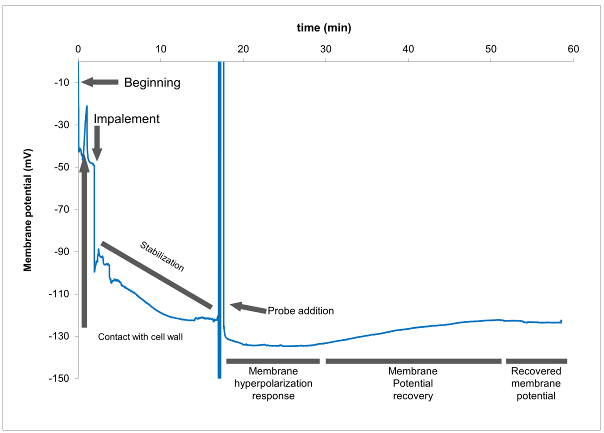 time (min)
0 10 20 30 40 50 60
-10
Beginning
-30
Impalement
-50
-70
-90
-110
-130
-150
Membrane potential (mV)
Stabilization
Probe addition
Contact with cell wall
Membrane
hyperpolarization
response
Membrane
Potential
recovery
Recovered
membrane
potential